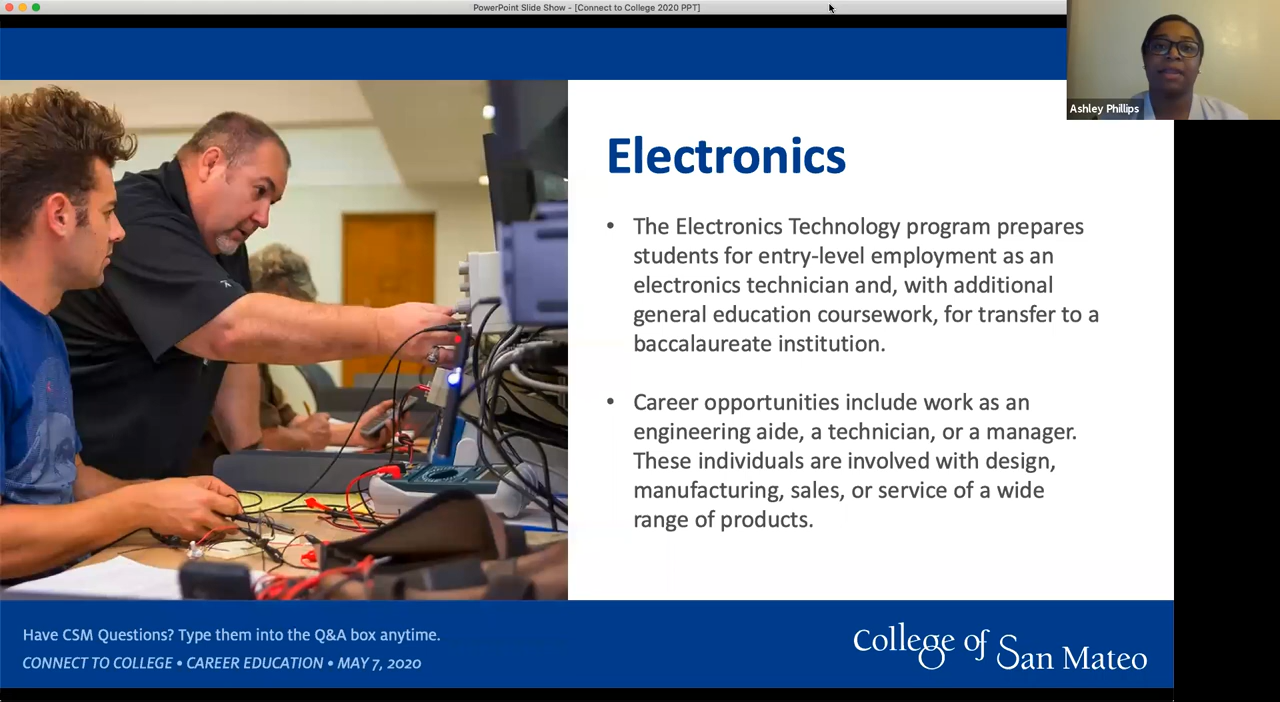 PowerPoint Slide Show - [Connect to College 2020 PPT]
Ashley Phillips
Electronics
• The Electronics Technology program prepares
students for entry-level employment as an
electronics technician and, with additional
general education coursework, for transfer to a
baccalaureate institution.
• Career opportunities include work as an
engineering aide, a technician, or a manager.
These individuals are involved with design,
manufacturing, sales, or service of a wide
range of products.
Have CSM Questions? Type them into the Q&A box anytime.
CONNECT TO COLLEGE • CAREER EDUCATION • MAY 7, 2020
College of
San Mateo